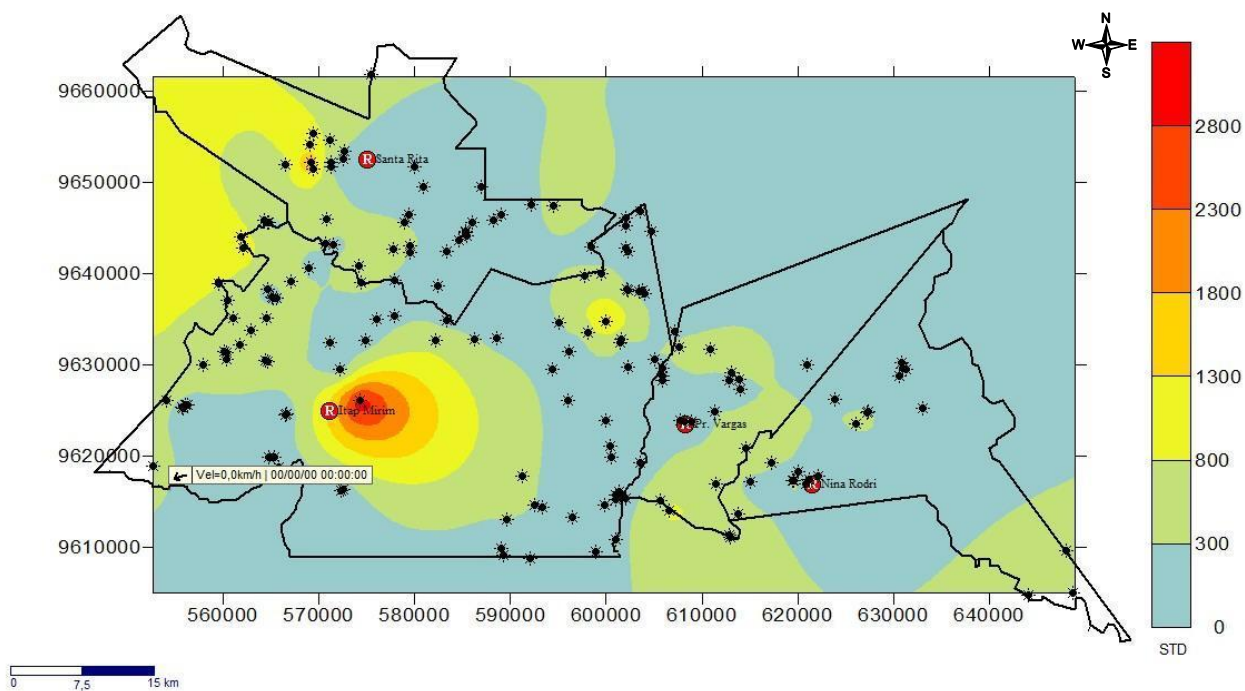 N
W E
S
9660000
9650000
9640000
9630000
9620000
9610000
R Santa Rita
R Itap Mirim
R Pr. Vargas
R Nina Rodri
Vel=0,0km/h | 00/00/00 00:00:00
560000 570000 580000 590000 600000 610000 620000 630000 640000
2800
2300
1800
1300
800
300
0
STD
0 7,5 15 km